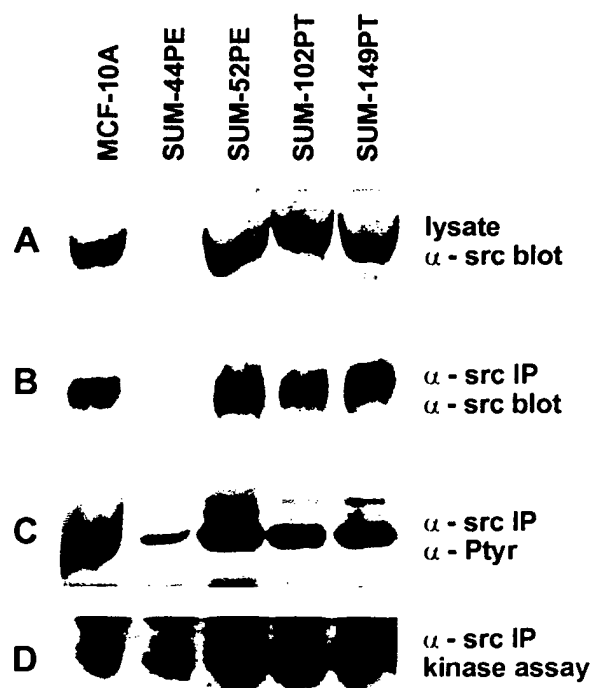 MCF-10A
SUM-44PE
SUM-52PE
SUM-102PT
SUM-149PT
A
lysate
α - src blot
B
α - src IP
α - src blot
C
α - src IP
α - Ptyr
D
α - src IP
kinase assay